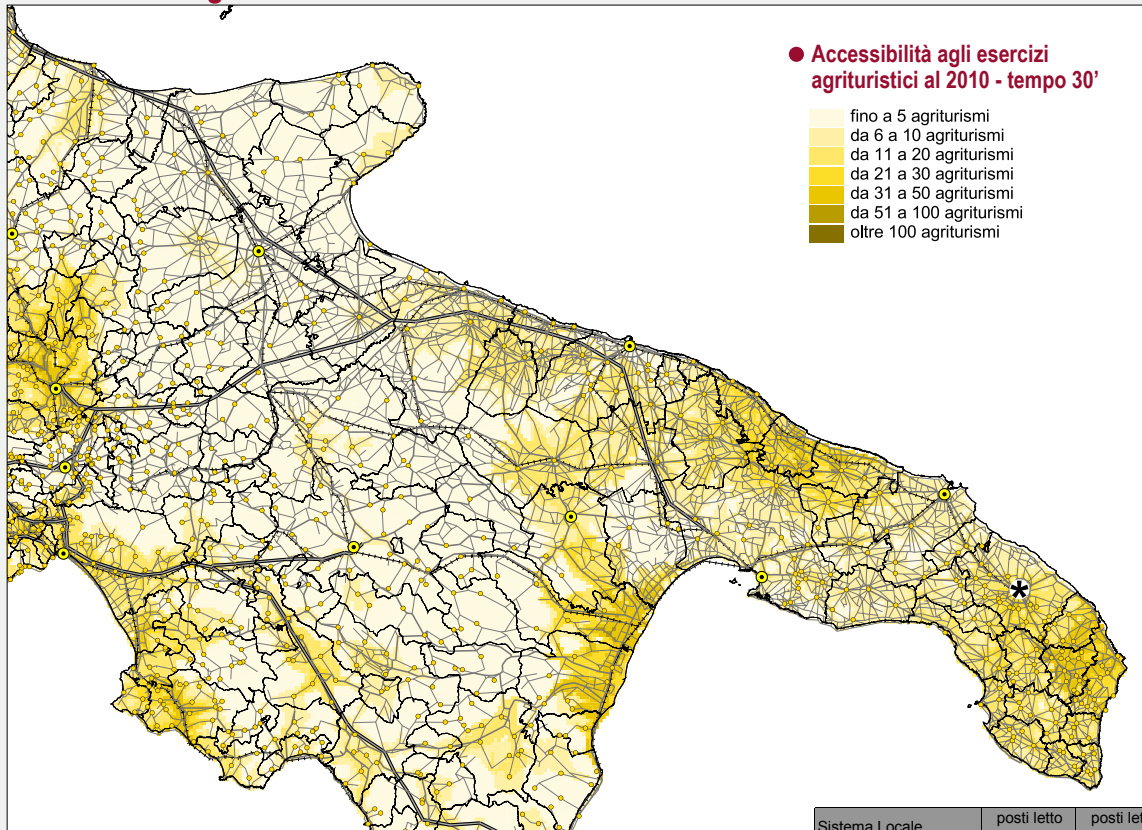 ● Accessibilità agli esercizi
agrituristici al 2010 - tempo 30’
fino a 5 agriturismi
da 6 a 10 agriturismi
da 11 a 20 agriturismi
da 21 a 30 agriturismi
da 31 a 50 agriturismi
da 51 a 100 agriturismi
oltre 100 agriturismi
*
Sistema Locale
posti letto
posti let